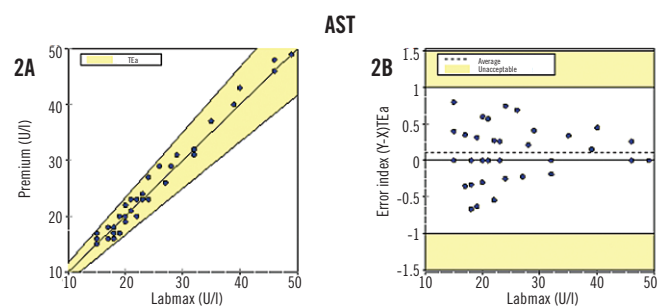 AST
2A
Premium (U/l)
50
40
30
20
10
TEa
10 20 30 40 50
Labmax (U/l)
2B
Error index (Y-X)TEa
1.5
1
0.5
0
-0.5
-1
-1.5
Average
Unacceptable
10 20 30 40 50
Labmax (U/l)